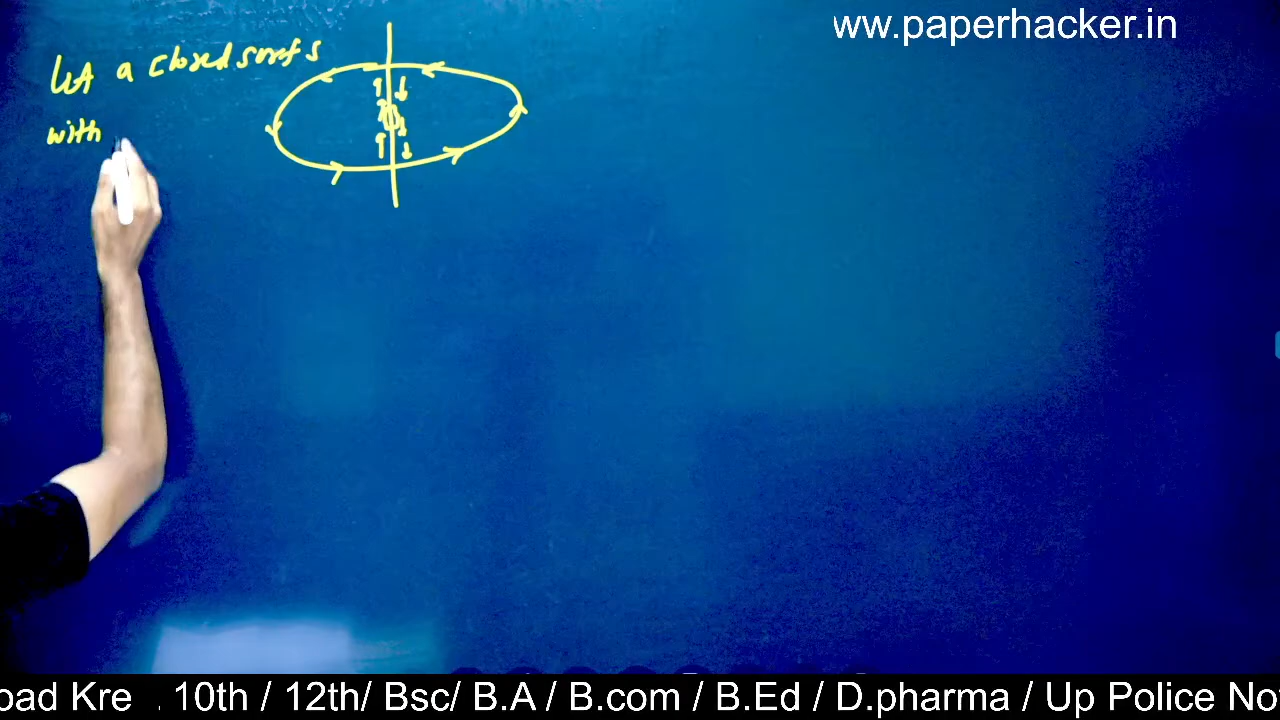 ww.paperhacker.in
Let a closed surf S
with
oad Kre . 10th / 12th/ Bsc/ B.A / B.com / B.Ed / D.pharma / Up Police No